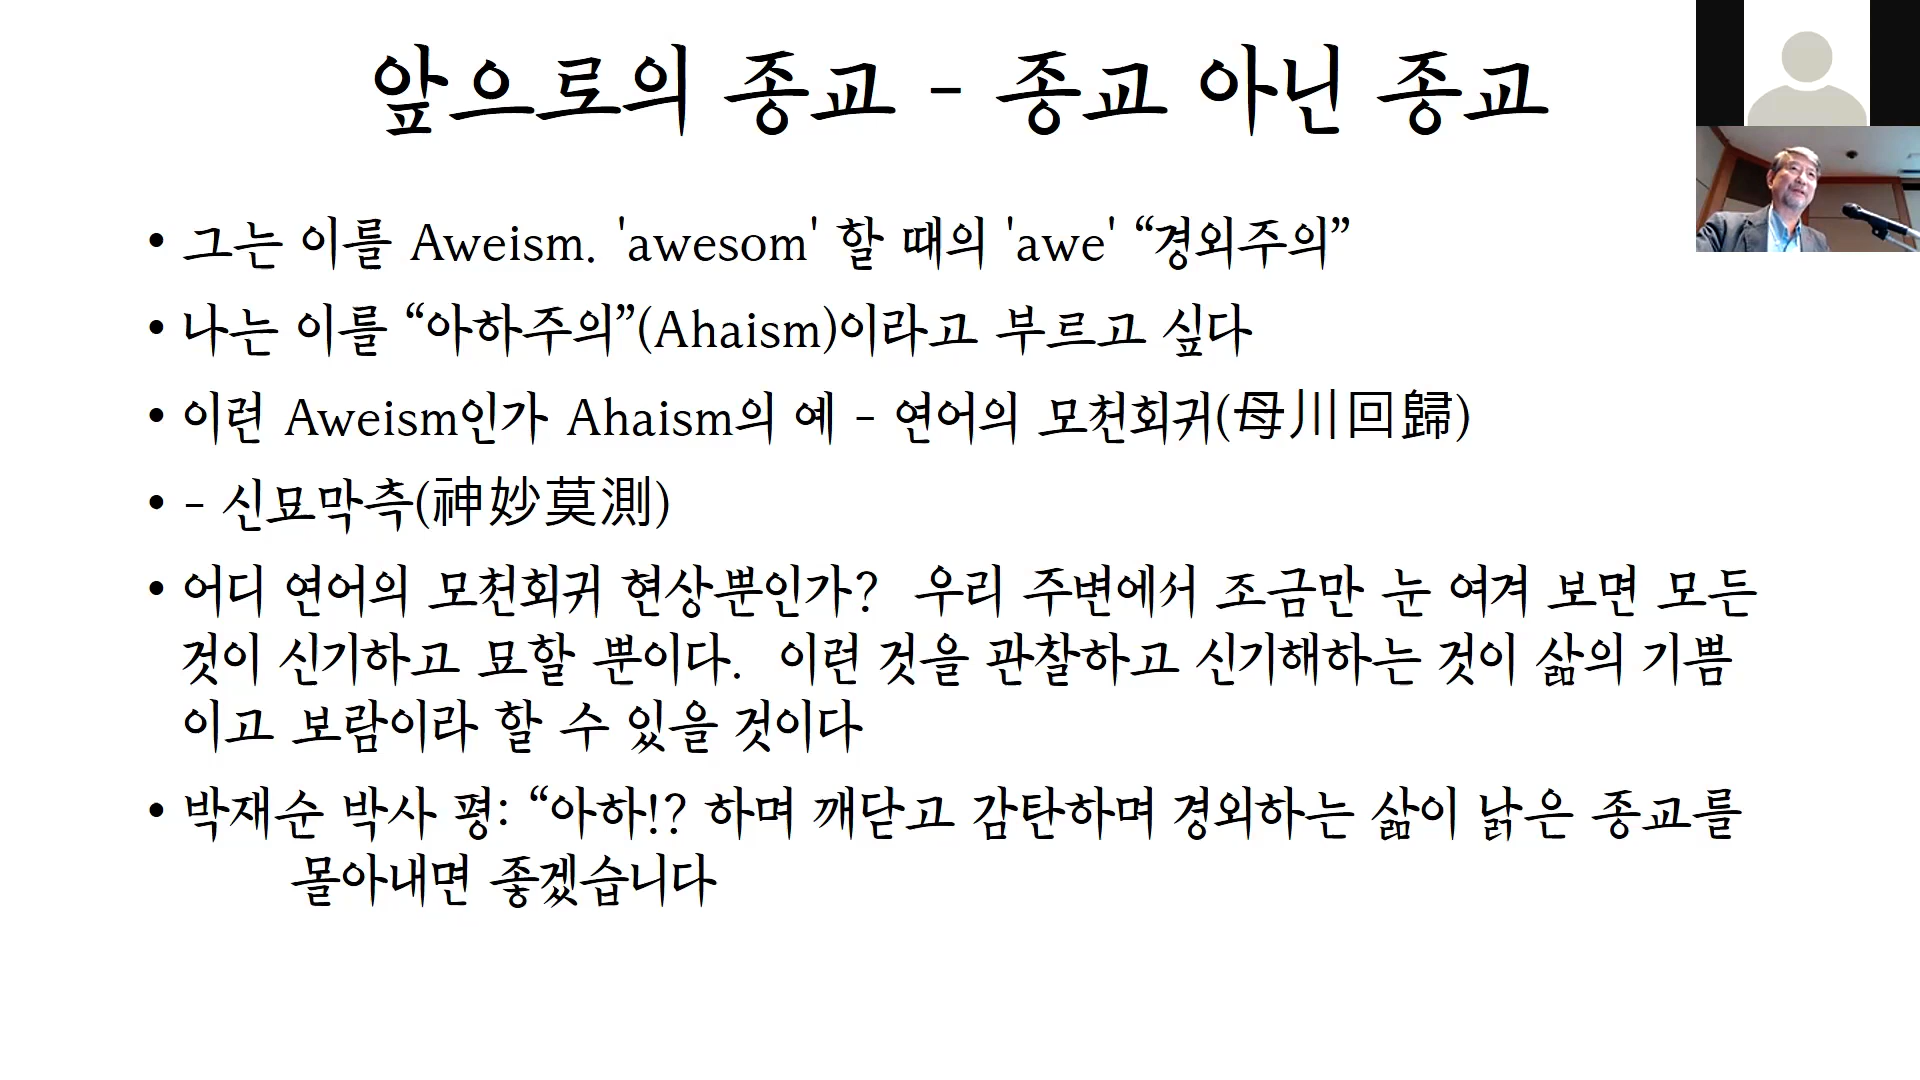 앞으로의 종교 - 종교 아닌 종교
• 그는 이를 Aweism. 'awesom' 할 때의 'awe' “경외주의”
• 나는 이를 “아하주의”(Ahaism)이라고 부르고 싶다
• 이런 Aweism인가 Ahaism의 예 - 연어의 모천회귀(母川回歸)
• - 신묘막측(神妙莫測)
• 어디 연어의 모천회귀 현상뿐인가? 우리 주변에서 조금만 눈 여겨 보면 모든
것이 신기하고 묘할 뿐이다. 이런 것을 관찰하고 신기해하는 것이 삶의 기쁨
이고 보람이라 할 수 있을 것이다
• 박재순 박사 평: “아하!? 하며 깨닫고 감탄하며 경외하는 삶이 낡은 종교를
몰아내면 좋겠습니다